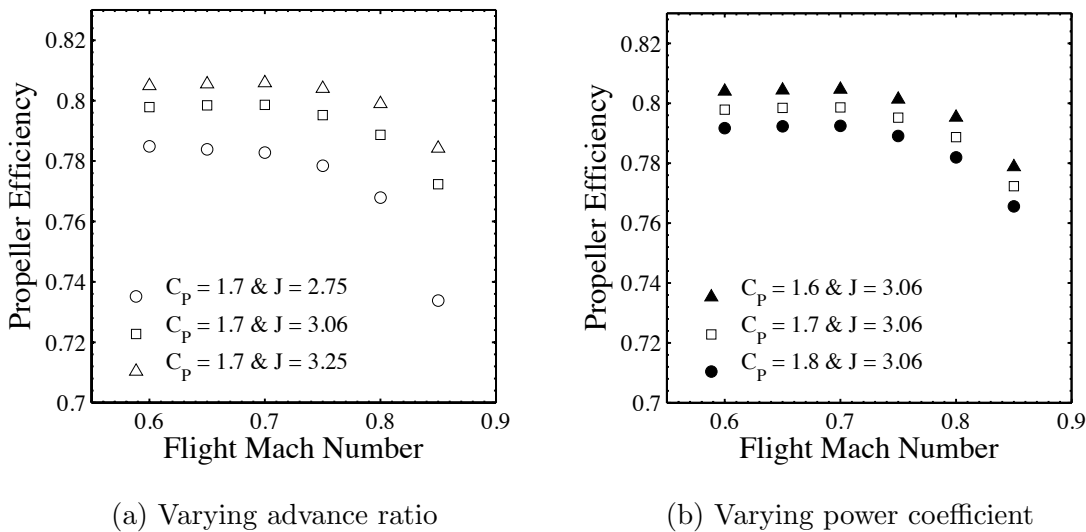 Propeller Efficiency
0.82
0.8
0.78
0.76
0.74
0.72
0.7
C_P = 1.7 & J = 2.75
C_P = 1.7 & J = 3.06
C_P = 1.7 & J = 3.25
0.6 0.7 0.8 0.9
Flight Mach Number
(a) Varying advance ratio
Propeller Efficiency
0.82
0.8
0.78
0.76
0.74
0.72
0.7
C_P = 1.6 & J = 3.06
C_P = 1.7 & J = 3.06
C_P = 1.8 & J = 3.06
0.6 0.7 0.8 0.9
Flight Mach Number
(b) Varying power coefficient